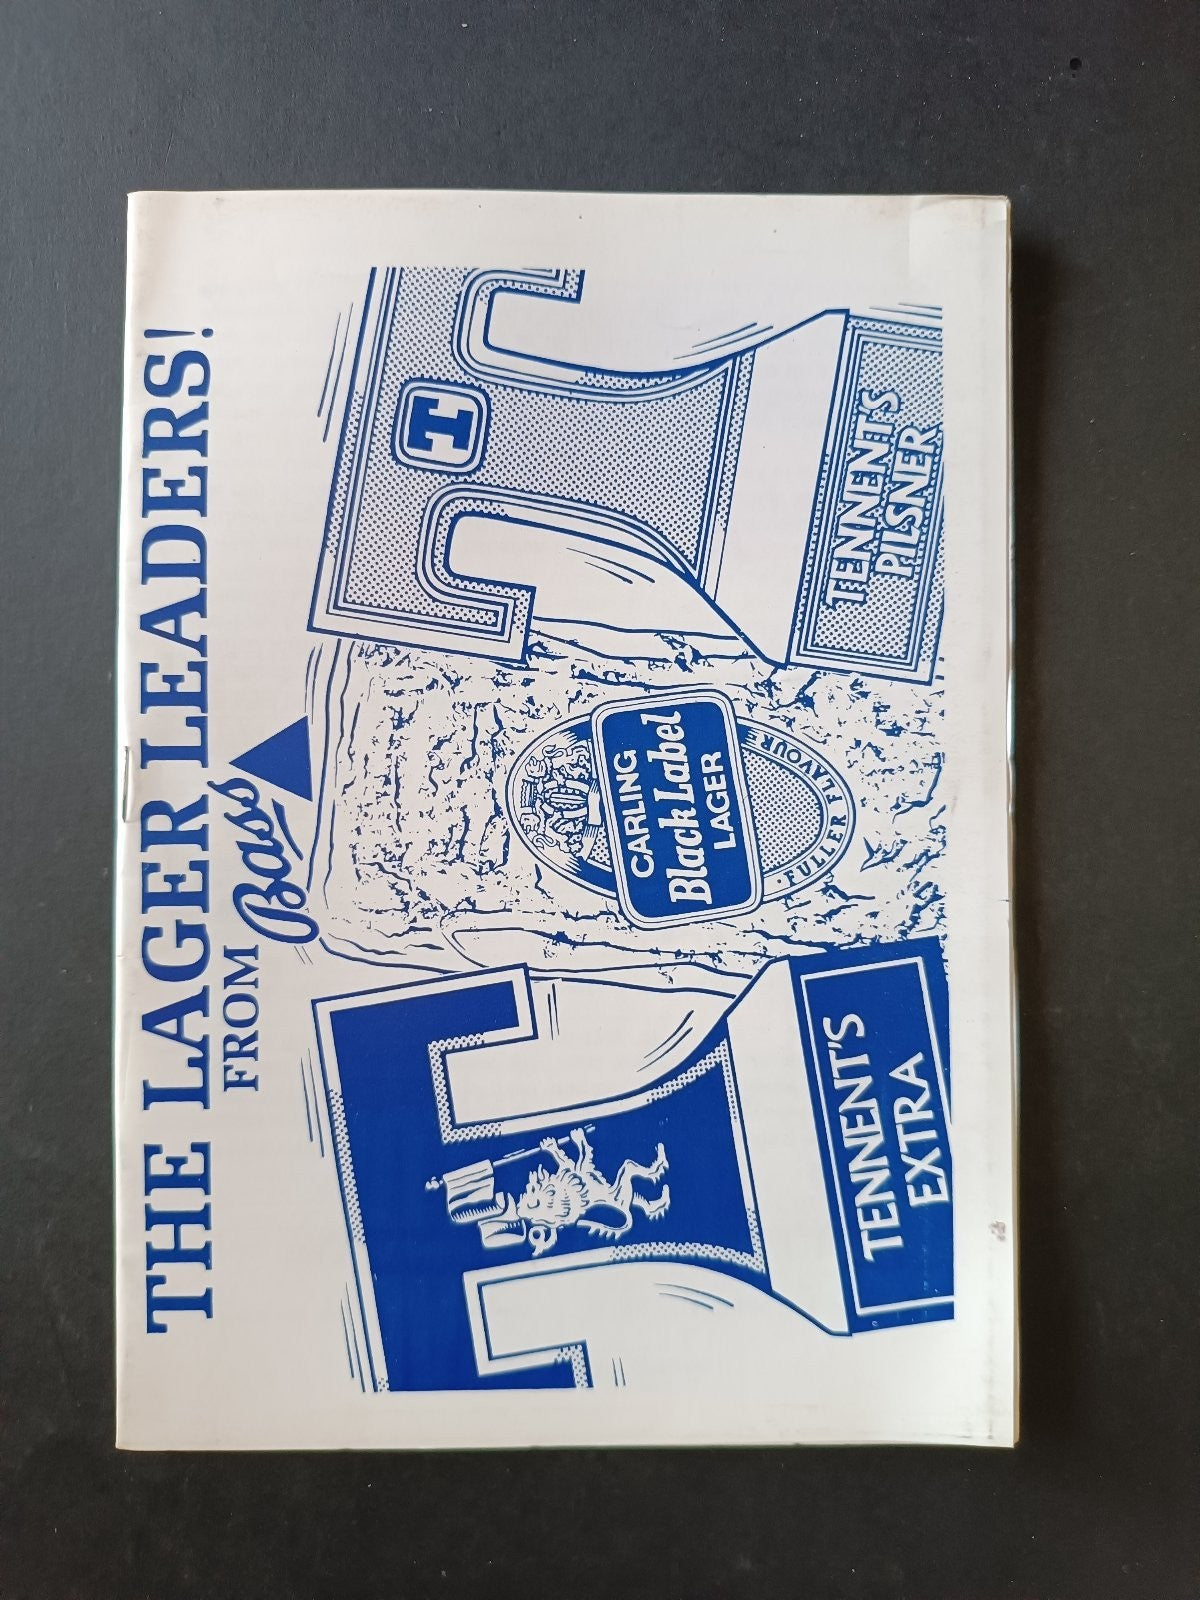 THE LAGER LEADERS!
FROM Bass
T
TENNENT'S
EXTRA
CARLING
Black Label
LAGER
· FULLER FLAVOUR
TENNENT'S
PILSNER